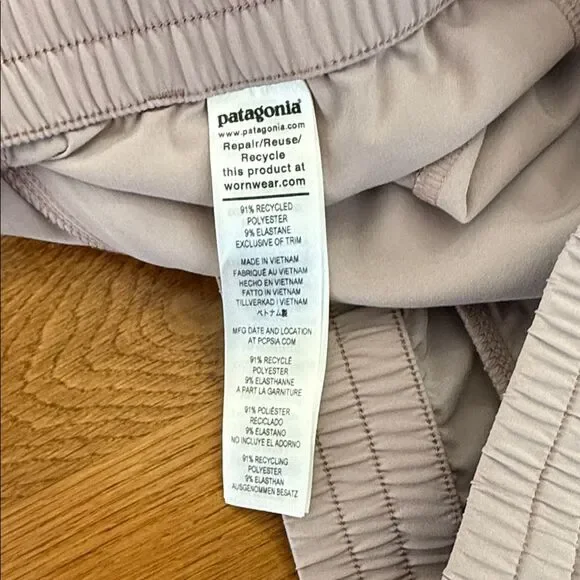 patagonia
www.patagonia.com
Repair/Reuse/
Recycle
this product at
wornwear.com
91% RECYCLED
POLYESTER
9% ELASTANE
EXCLUSIVE OF TRIM
MADE IN VIETNAM
FABRIQUÉ AU VIETNAM
HECHO EN VIETNAM
FATTO IN VIETNAM
TILLVERKAD I VIETNAM
ベトナム製
MFG DATE AND LOCATION
AT PCPSIA.COM
91% RECYCLÉ
POLYESTER
9% ELASTHANNE
A PART LA GARNITURE
91% POLIÉSTER
RECICLADO
9% ELASTANO
NO INCLUYE EL ADORNO
91% RECYCLING
POLYESTER
9% ELASTHAN
AUSGENOMMEN BESATZ